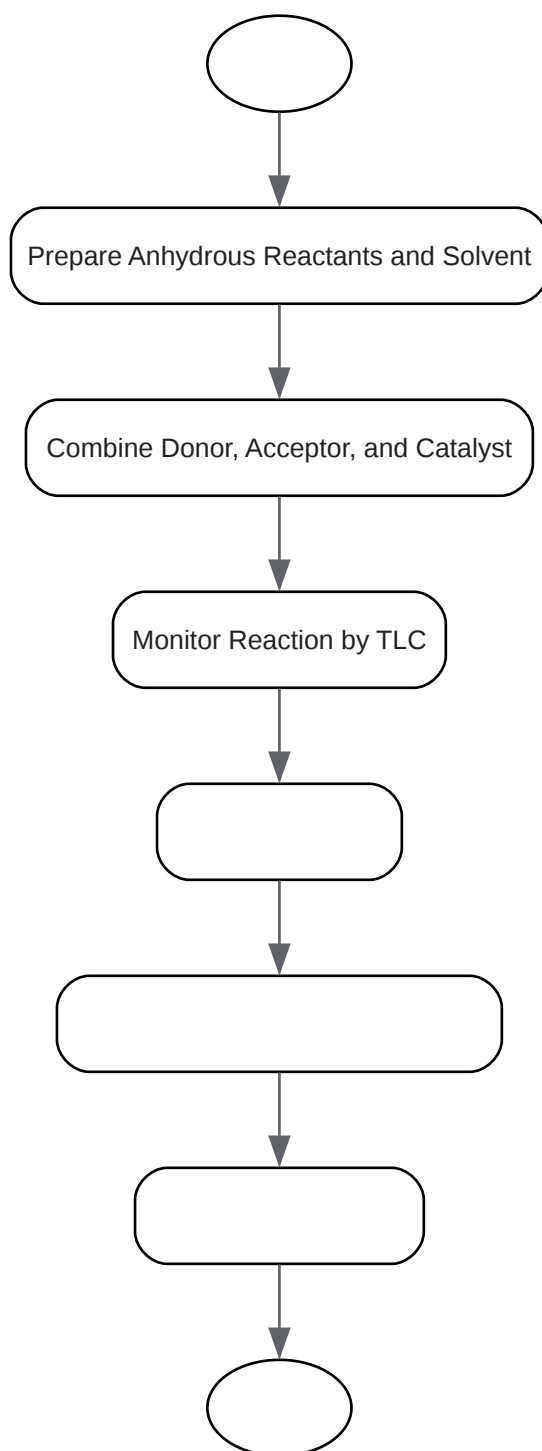 Prepare Anhydrous Reactants and Solvent
Combine Donor, Acceptor, and Catalyst
Monitor Reaction by TLC